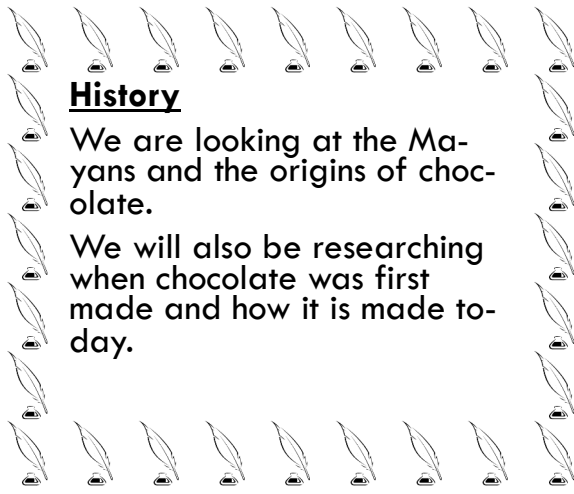 History
We are looking at the Ma-
yans and the origins of choc-
olate.
We will also be researching
when chocolate was first
made and how it is made to-
day.